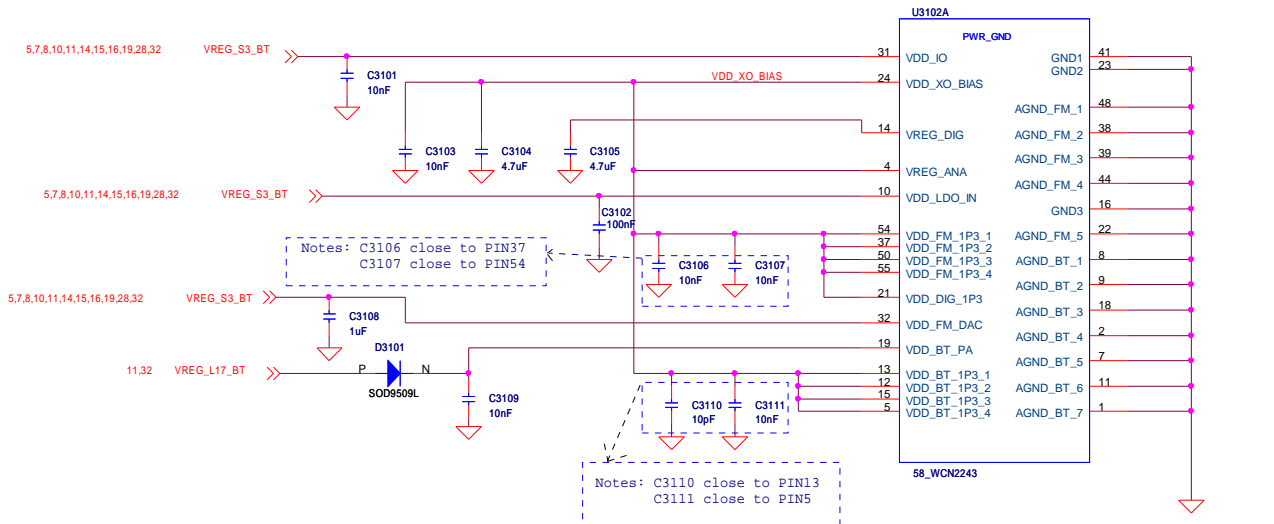 U3102A
PWR_GND
5,7,8,10,11,14,15,16,19,28,32 VREG_S3_BT 31 VDD_IO GND1 41
GND2 23
C3101
10nF
VDD_XO_BIAS 24 VDD_XO_BIAS
AGND_FM_1 48
14 VREG_DIG AGND_FM_2 38
C3103
10nF
C3104
4.7uF
C3105
4.7uF
AGND_FM_3 39
4 VREG_ANA
AGND_FM_4 44
5,7,8,10,11,14,15,16,19,28,32 VREG_S3_BT 10 VDD_LDO_IN
GND3 16
C3102
100nF
54 VDD_FM_1P3_1 AGND_FM_5 22
37 VDD_FM_1P3_2
50 VDD_FM_1P3_3 AGND_BT_1 8
55 VDD_FM_1P3_4
Notes: C3106 close to PIN37
C3107 close to PIN54
C3106
10nF
C3107
10nF
AGND_BT_2 9
5,7,8,10,11,14,15,16,19,28,32 VREG_S3_BT 21 VDD_DIG_1P3
AGND_BT_3 18
C3108
1uF
32 VDD_FM_DAC
AGND_BT_4 2
19 VDD_BT_PA
AGND_BT_5 7
D3101
11,32 VREG_L17_BT P N
SOD9509L
13 VDD_BT_1P3_1
12 VDD_BT_1P3_2 AGND_BT_6 11
15 VDD_BT_1P3_3
5 VDD_BT_1P3_4 AGND_BT_7 1
C3109
10nF
C3110
10pF
C3111
10nF
58_WCN2243
Notes: C3110 close to PIN13
C3111 close to PIN5